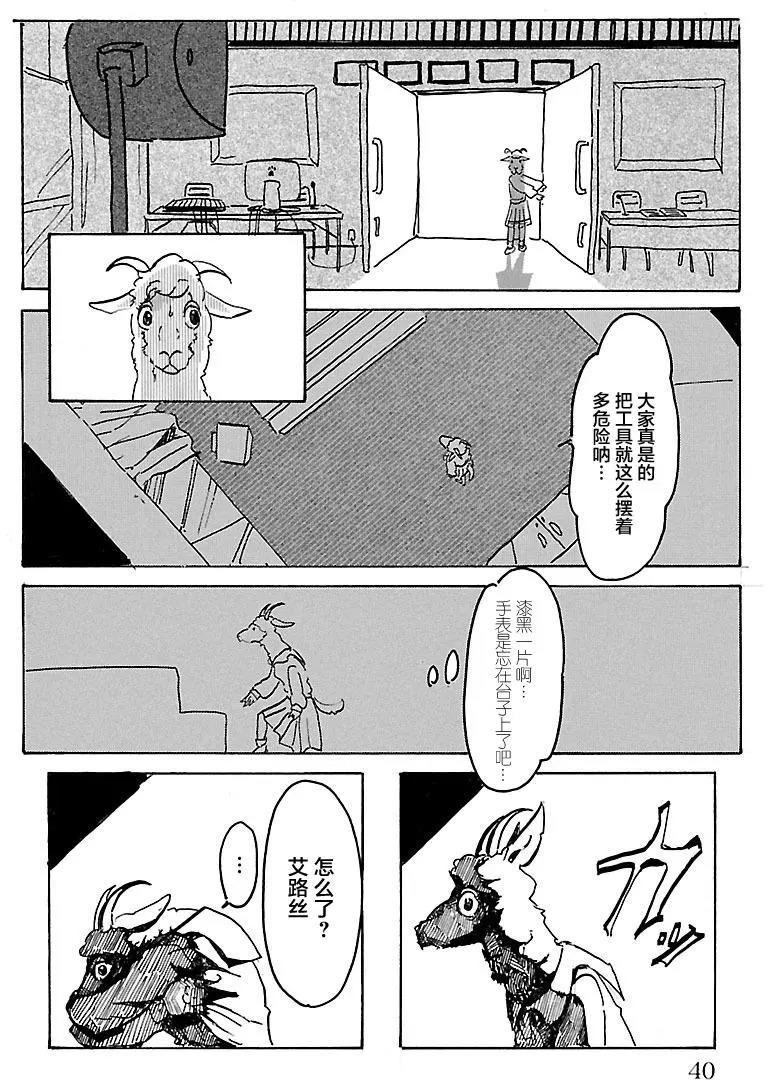 大家真是的
把工具就这么摆着
多危险呐…
漆黑一片啊…
手表是忘在台子上了吧…
カッ
怎么了?
艾路丝
…
40